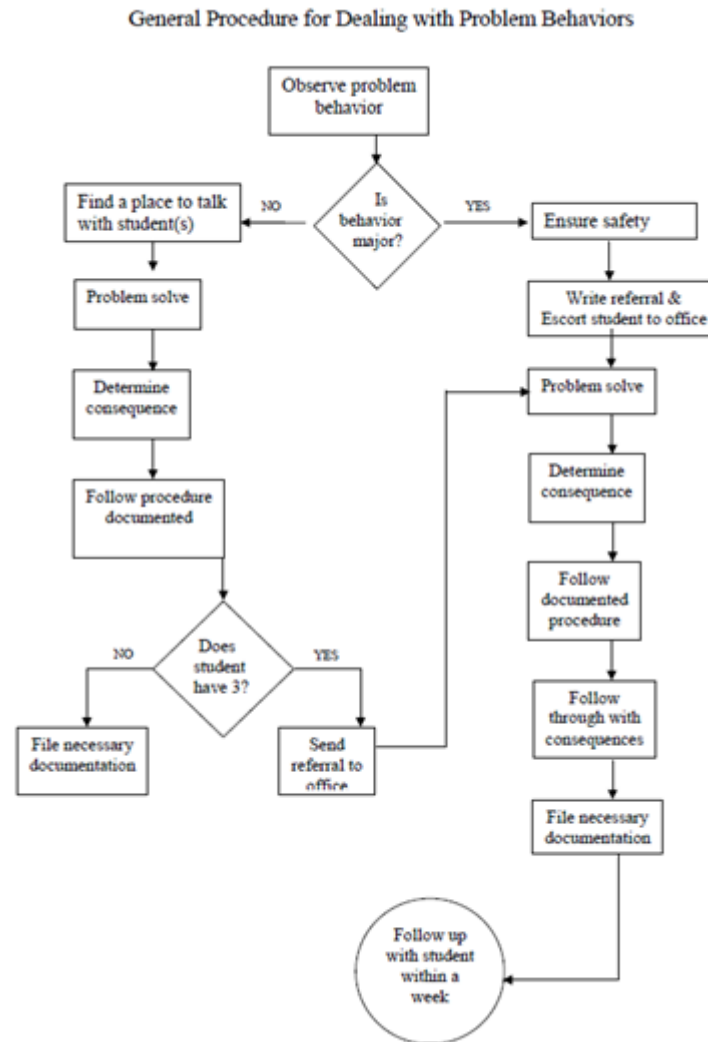 General Procedure for Dealing with Problem Behaviors
Observe problem
behavior
Is
behavior
major?
NO
YES
Find a place to talk
with student(s)
Problem solve
Determine
consequence
Follow procedure
documented
Does
student
have 3?
NO
YES
File necessary
documentation
Send
referral to
office
Ensure safety
Write referral &
Escort student to office
Problem solve
Determine
consequence
Follow
documented
procedure
Follow
through with
consequences
File necessary
documentation
Follow up
with student
within a
week